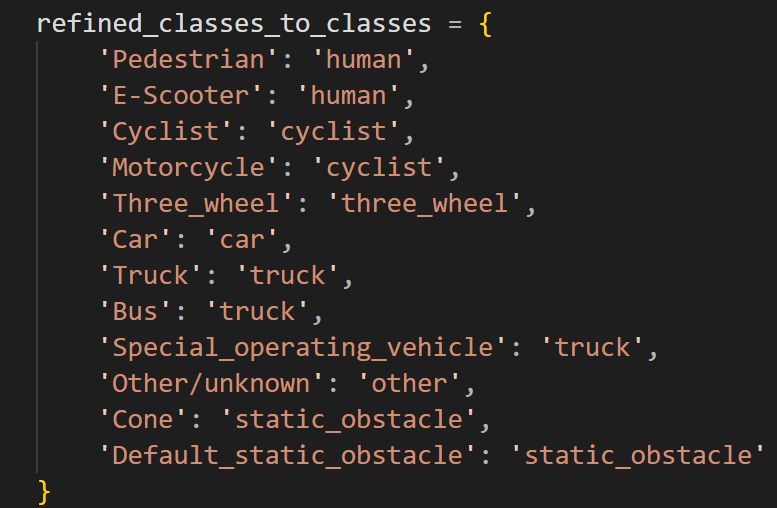 refined_classes_to_classes = {
'Pedestrian': 'human',
'E-Scooter': 'human',
'Cyclist': 'cyclist',
'Motorcycle': 'cyclist',
'Three_wheel': 'three_wheel',
'Car': 'car',
'Truck': 'truck',
'Bus': 'truck',
'Special_operating_vehicle': 'truck',
'Other/unknown': 'other',
'Cone': 'static_obstacle',
'Default_static_obstacle': 'static_obstacle'
}